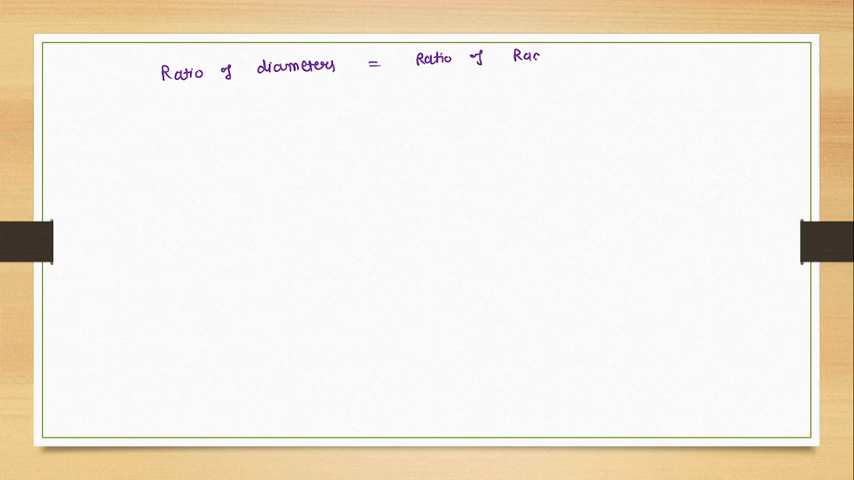 Ratio of diameters = Ratio of Rac